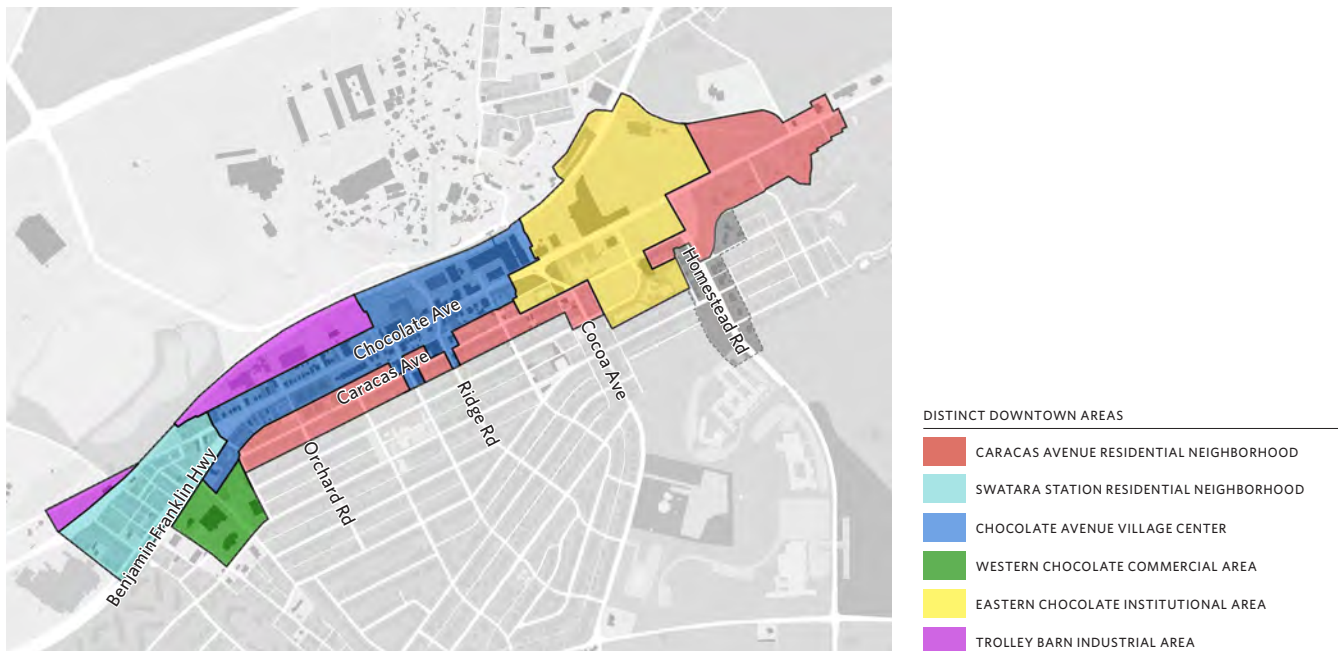 Chocolate Ave
Caracas Ave
Homestead Rd
Cocoa Ave
Ridge Rd
Orchard Rd
Benjamin Franklin Hwy
DISTINCT DOWNTOWN AREAS
CARACAS AVENUE RESIDENTIAL NEIGHBORHOOD
SWATARA STATION RESIDENTIAL NEIGHBORHOOD
CHOCOLATE AVENUE VILLAGE CENTER
WESTERN CHOCOLATE COMMERCIAL AREA
EASTERN CHOCOLATE INSTITUTIONAL AREA
TROLLEY BARN INDUSTRIAL AREA